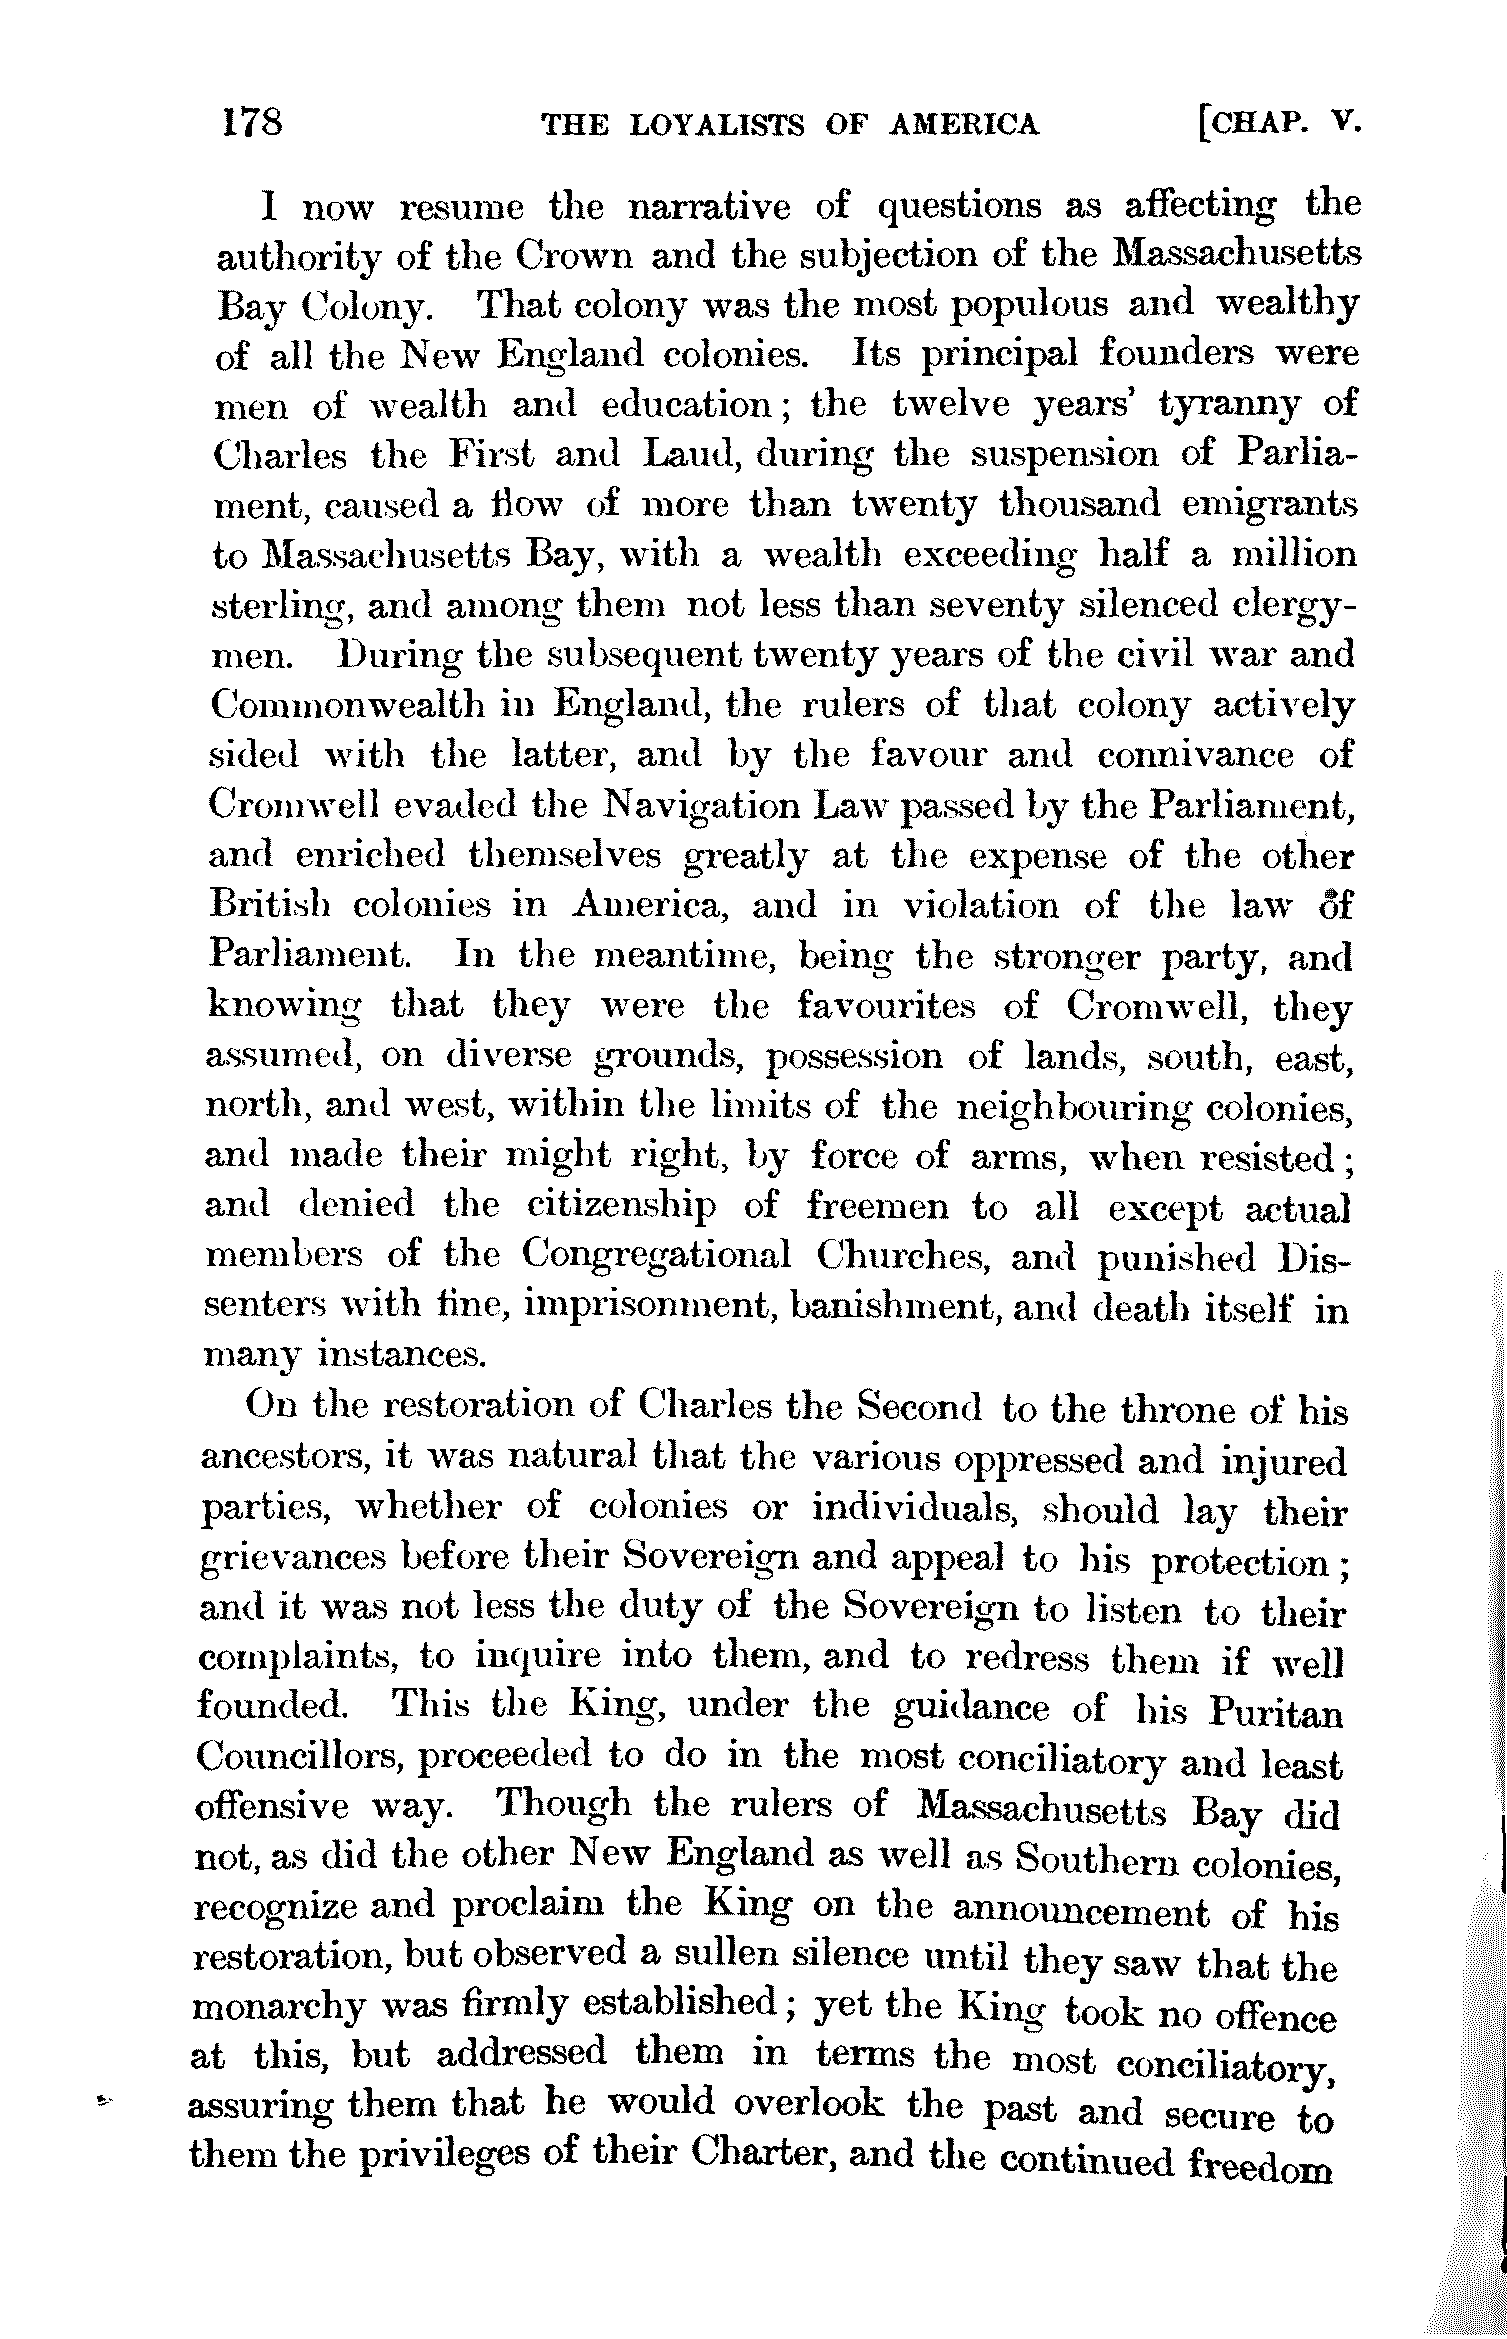 178 THE LOYALISTS OF AMERICA [CHAP. V.
I now resume the narrative of questions as affecting the
authority of the Crown and the subjection of the Massachusetts
Bay Colony. That colony was the most populous and wealthy
of all the New England colonies. Its principal founders were
men of wealth and education; the twelve years' tyranny of
Charles the First and Laud, during the suspension of Parlia-
ment, caused a flow of more than twenty thousand emigrants
to Massachusetts Bay, with a wealth exceeding half a million
sterling, and among them not less than seventy silenced clergy-
men. During the subsequent twenty years of the civil war and
Commonwealth in England, the rulers of that colony actively
sided with the latter, and by the favour and connivance of
Cromwell evaded the Navigation Law passed by the Parliament,
and enriched themselves greatly at the expense of the other
British colonies in America, and in violation of the law of
Parliament. In the meantime, being the stronger party, and
knowing that they were the favourites of Cromwell, they
assumed, on diverse grounds, possession of lands, south, east,
north, and west, within the limits of the neighbouring colonies,
and made their might right, by force of arms, when resisted;
and denied the citizenship of freemen to all except actual
members of the Congregational Churches, and punished Dis-
senters with fine, imprisonment, banishment, and death itself in
many instances.
On the restoration of Charles the Second to the throne of his
ancestors, it was natural that the various oppressed and injured
parties, whether of colonies or individuals, should lay their
grievances before their Sovereign and appeal to his protection;
and it was not less the duty of the Sovereign to listen to their
complaints, to inquire into them, and to redress them if well
founded. This the King, under the guidance of his Puritan
Councillors, proceeded to do in the most conciliatory and least
offensive way. Though the rulers of Massachusetts Bay did
not, as did the other New England as well as Southern colonies,
recognize and proclaim the King on the announcement of his
restoration, but observed a sullen silence until they saw that the
monarchy was firmly established; yet the King took no offence
at this, but addressed them in terms the most conciliatory,
assuring them that he would overlook the past and secure to
them the privileges of their Charter, and the continued freedom